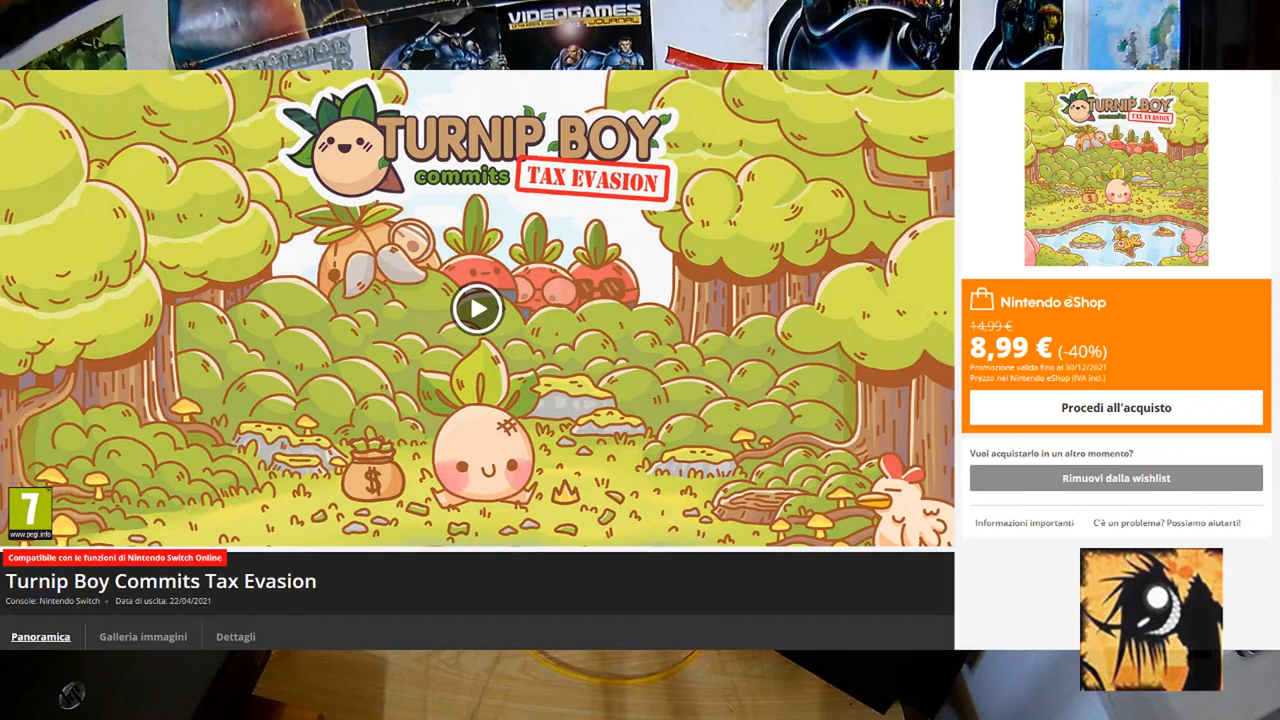 VIDEOGAMES
JOURNAL
TURNIP BOY
commits TAX EVASION
TURNIP BOY
commits TAX EVASION
Nintendo eShop
14,99 €
8,99 € (-40%)
Promozione valida fino al 30/12/2021
Prezzo nel Nintendo eShop (IVA incl.)
Procedi all'acquisto
Vuoi acquistarlo in un altro momento?
Rimuovi dalla wishlist
Informazioni importanti C'è un problema? Possiamo aiutarti!
7
www.pegi.info
Compatibile con le funzioni di Nintendo Switch Online
Turnip Boy Commits Tax Evasion
Console: Nintendo Switch • Data di uscita: 22/04/2021
Panoramica Galleria immagini Dettagli